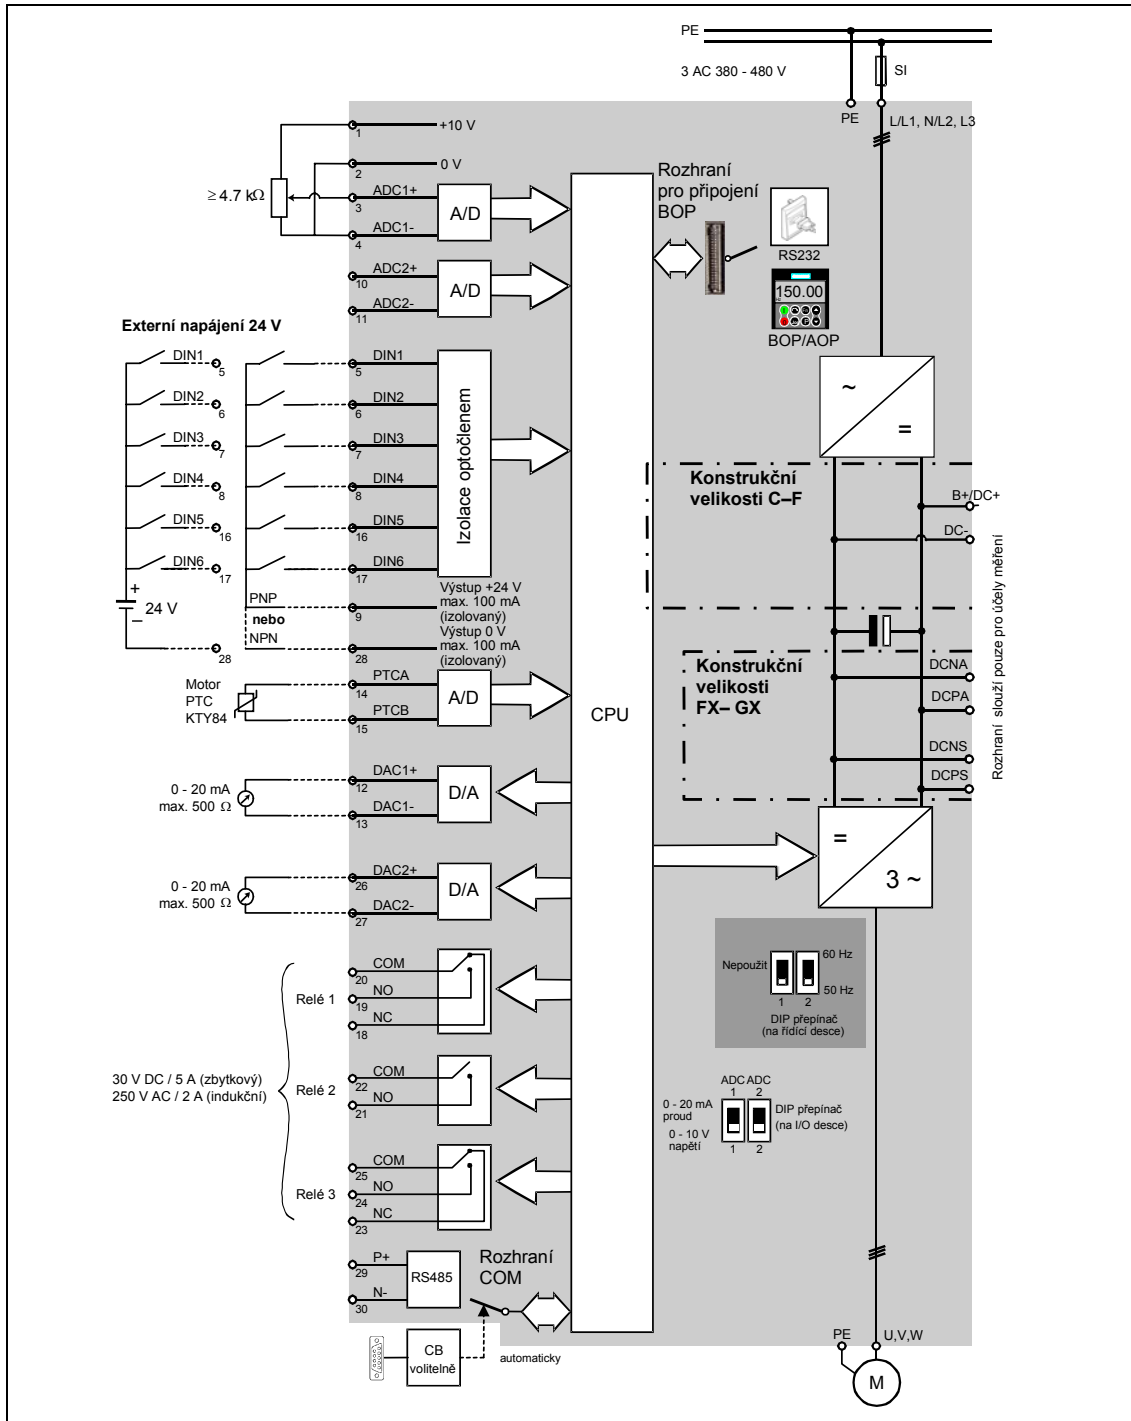 PE
3 AC 380 - 480 V
SI
PE
L/L1, N/L2, L3
1
+10 V
2
0 V
≥ 4.7 kΩ
3
ADC1+
4
ADC1-
A/D
10
ADC2+
11
ADC2-
A/D
Rozhraní
pro připojení
BOP
RS232
150.00
Hz
BOP/AOP
Externí napájení 24 V
DIN1
5
DIN2
6
DIN3
7
DIN4
8
DIN5
16
DIN6
17
+
24 V
–
28
DIN1
5
DIN2
6
DIN3
7
DIN4
8
DIN5
16
DIN6
17
Izolace optočlenem
PNP
nebo
NPN
9
Výstup +24 V
max. 100 mA
(izolovaný)
28
Výstup 0 V
max. 100 mA
(izolovaný)
Motor
PTC
KTY84
14
PTCA
15
PTCB
A/D
CPU
~
=
Konstrukční
velikosti C–F
B+/DC+
DC-
Konstrukční
velikosti
FX– GX
DCNA
DCPA
DCNS
DCPS
Rozhraní slouží pouze pro účely měření
=
3 ~
0 - 20 mA
max. 500 Ω
12
DAC1+
13
DAC1-
D/A
0 - 20 mA
max. 500 Ω
26
DAC2+
27
DAC2-
D/A
Nepoužit
60 Hz
50 Hz
1 2
DIP přepínač
(na řídící desce)
30 V DC / 5 A (zbytkový)
250 V AC / 2 A (indukční)
Relé 1
20
COM
19
NO
18
NC
Relé 2
22
COM
21
NO
Relé 3
25
COM
24
NO
23
NC
ADC ADC
1 2
0 - 20 mA
proud
0 - 10 V
napětí
1 2
DIP přepínač
(na I/O desce)
29
P+
30
N-
RS485
Rozhraní
COM
CB
volitelně
automaticky
PE
U,V,W
M